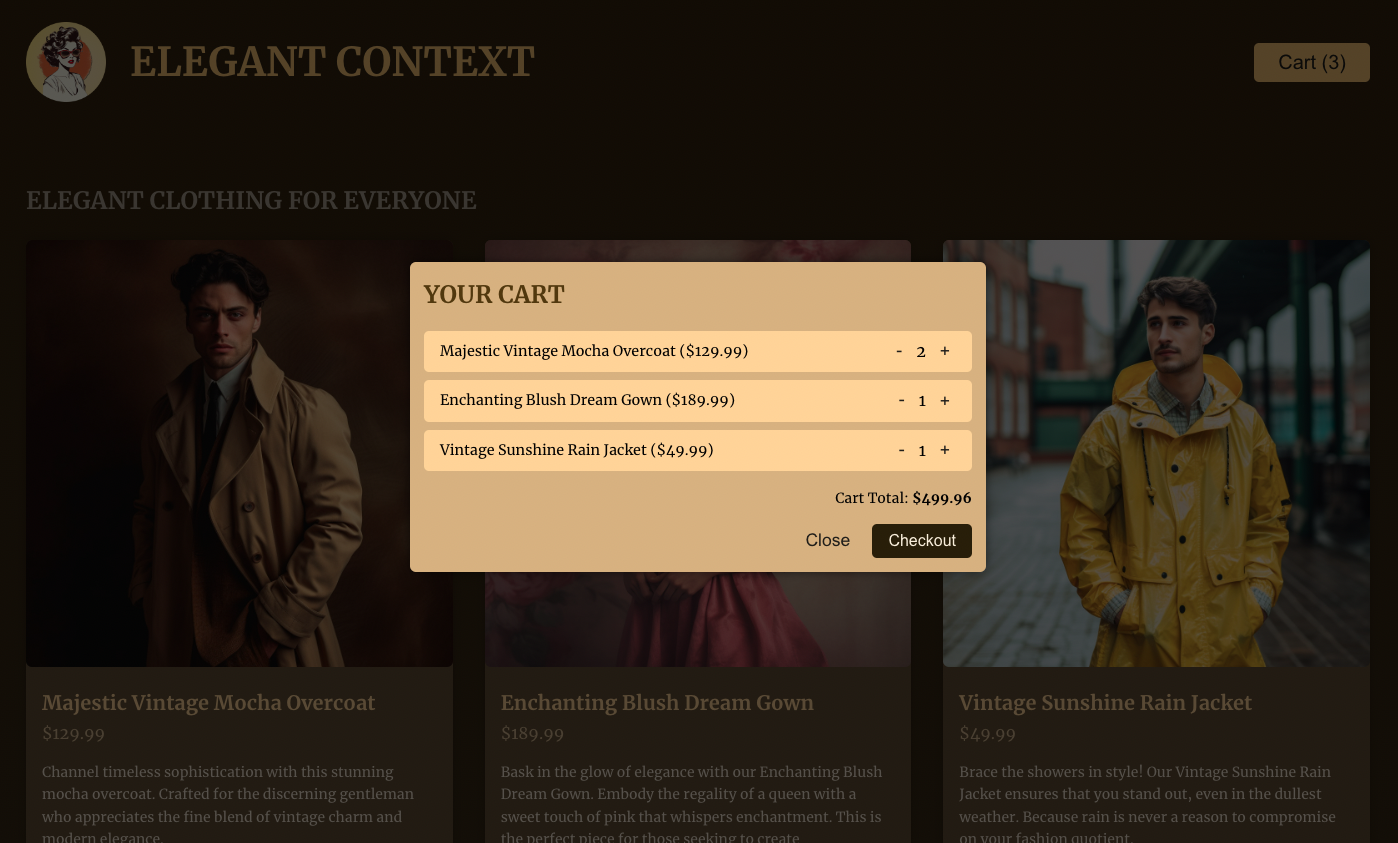 ELEGANT CONTEXT
Cart (3)
ELEGANT CLOTHING FOR EVERYONE
YOUR CART
Majestic Vintage Mocha Overcoat ($129.99)
- 2 +
Enchanting Blush Dream Gown ($189.99)
- 1 +
Vintage Sunshine Rain Jacket ($49.99)
- 1 +
Cart Total: $499.96
Close
Checkout
Majestic Vintage Mocha Overcoat
$129.99
Channel timeless sophistication with this stunning
mocha overcoat. Crafted for the discerning gentleman
who appreciates the fine blend of vintage charm and
modern elegance.
Enchanting Blush Dream Gown
$189.99
Bask in the glow of elegance with our Enchanting Blush
Dream Gown. Embody the regality of a queen with a
sweet touch of pink that whispers enchantment. This is
the perfect piece for those seeking to create
Vintage Sunshine Rain Jacket
$49.99
Brace the showers in style! Our Vintage Sunshine Rain
Jacket ensures that you stand out, even in the dullest
weather. Because rain is never a reason to compromise
on your fashion quotient.